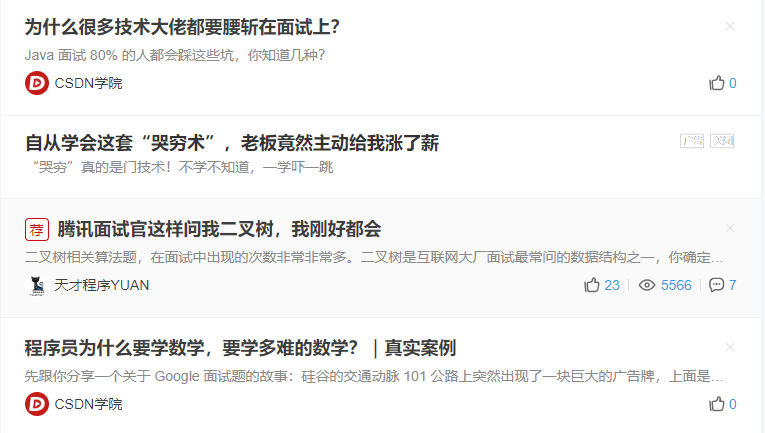 为什么很多技术大佬都要腰斩在面试上？
Java 面试 80% 的人都会踩这些坑，你知道几种？
CSDN学院 0
自从学会这套“哭穷术”，老板竟然主动给我涨了薪 广告 关闭
“哭穷”真的是门技术！不学不知道，一学吓一跳
荐 腾讯面试官这样问我二叉树，我刚好都会
二叉树相关算法题，在面试中出现的次数非常非常多。二叉树是互联网大厂面试最常问的数据结构之一，你确定...
天才程序YUAN 23 5566 7
程序员为什么要学数学，要学多难的数学？｜真实案例
先跟你分享一个关于 Google 面试题的故事：硅谷的交通动脉 101 公路上突然出现了一块巨大的广告牌，上面是...
CSDN学院 0